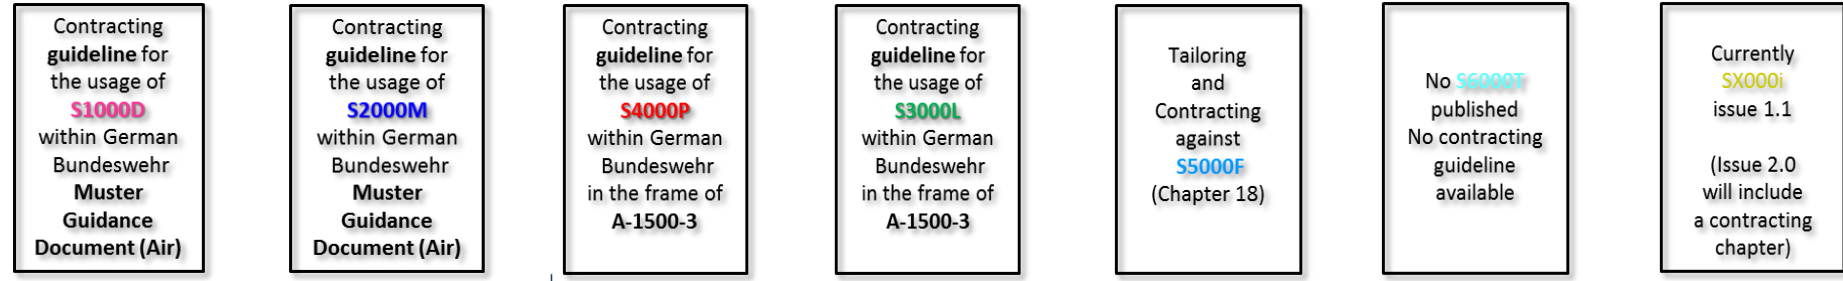 Contracting
guideline for
the usage of
S1000D
within German
Bundeswehr
Muster
Guidance
Document (Air)
Contracting
guideline for
the usage of
S2000M
within German
Bundeswehr
Muster
Guidance
Document (Air)
Contracting
guideline for
the usage of
S4000P
within German
Bundeswehr
in the frame of
A-1500-3
Contracting
guideline for
the usage of
S3000L
within German
Bundeswehr
in the frame of
A-1500-3
Tailoring
and
Contracting
against
S5000F
(Chapter 18)
No S6000T
published
No contracting
guideline
available
Currently
SX000i
issue 1.1
(Issue 2.0
will include
a contracting
chapter)